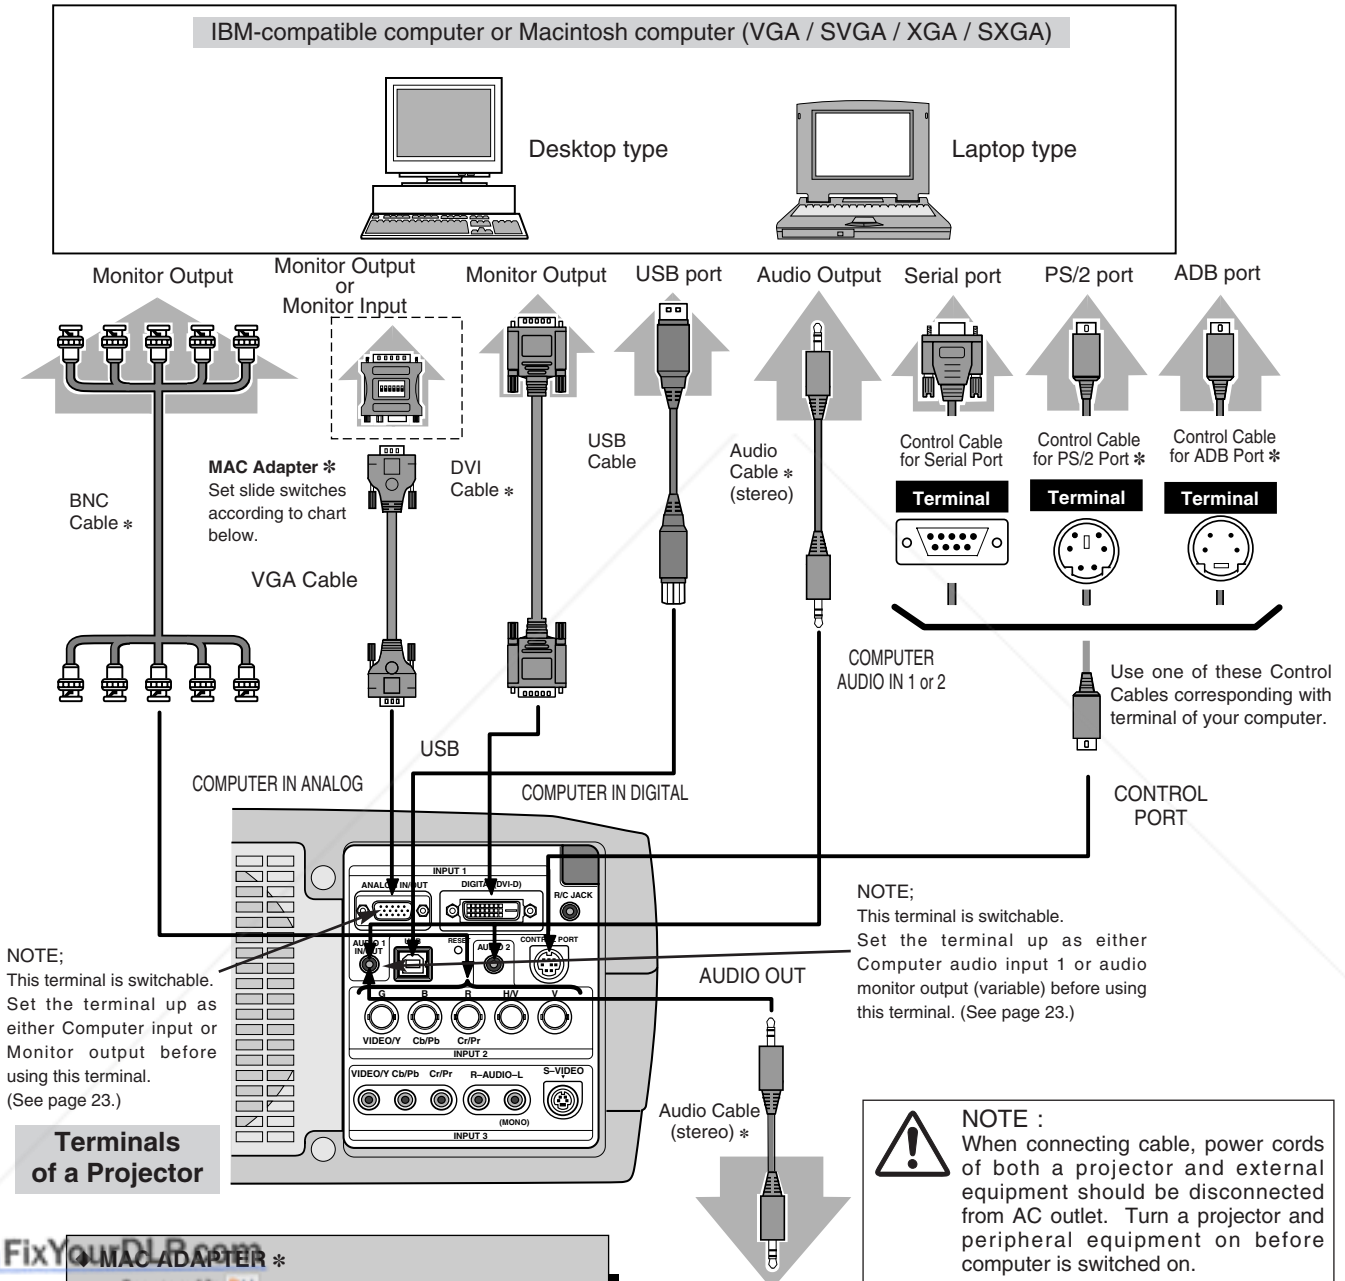 IBM-compatible computer or Macintosh computer (VGA / SVGA / XGA / SXGA)
Desktop type
Laptop type
Monitor Output
Monitor Output
or
Monitor Input
Monitor Output
USB port
Audio Output
Serial port
PS/2 port
ADB port
BNC
Cable *
MAC Adapter *
Set slide switches
according to chart
below.
VGA Cable
DVI
Cable *
USB
Cable
Audio
Cable *
(stereo)
Control Cable
for Serial Port
Control Cable
for PS/2 Port *
Control Cable
for ADB Port *
Terminal
Terminal
Terminal
COMPUTER
AUDIO IN 1 or 2
Use one of these Control
Cables corresponding with
terminal of your computer.
USB
COMPUTER IN ANALOG
COMPUTER IN DIGITAL
CONTROL
PORT
INPUT 1
ANALOG IN/OUT
DIGITAL (DVI-D)
R/C JACK
AUDIO 1
IN/OUT
USB
RESET
AUDIO 2
CONTROL PORT
G
B
R
H/V
V
VIDEO/Y
Cb/Pb
Cr/Pr
INPUT 2
VIDEO/Y Cb/Pb
Cr/Pr
R–AUDIO–L
S–VIDEO
(MONO)
INPUT 3
NOTE;
This terminal is switchable.
Set the terminal up as
either Computer input or
Monitor output before
using this terminal.
(See page 23.)
NOTE;
This terminal is switchable.
Set the terminal up as either
Computer audio input 1 or audio
monitor output (variable) before using
this terminal. (See page 23.)
AUDIO OUT
Audio Cable
(stereo) *
Terminals
of a Projector
NOTE :
When connecting cable, power cords
of both a projector and external
equipment should be disconnected
from AC outlet. Turn a projector and
peripheral equipment on before
computer is switched on.
FixYourDLP.com
♦ MAC ADAPTER *